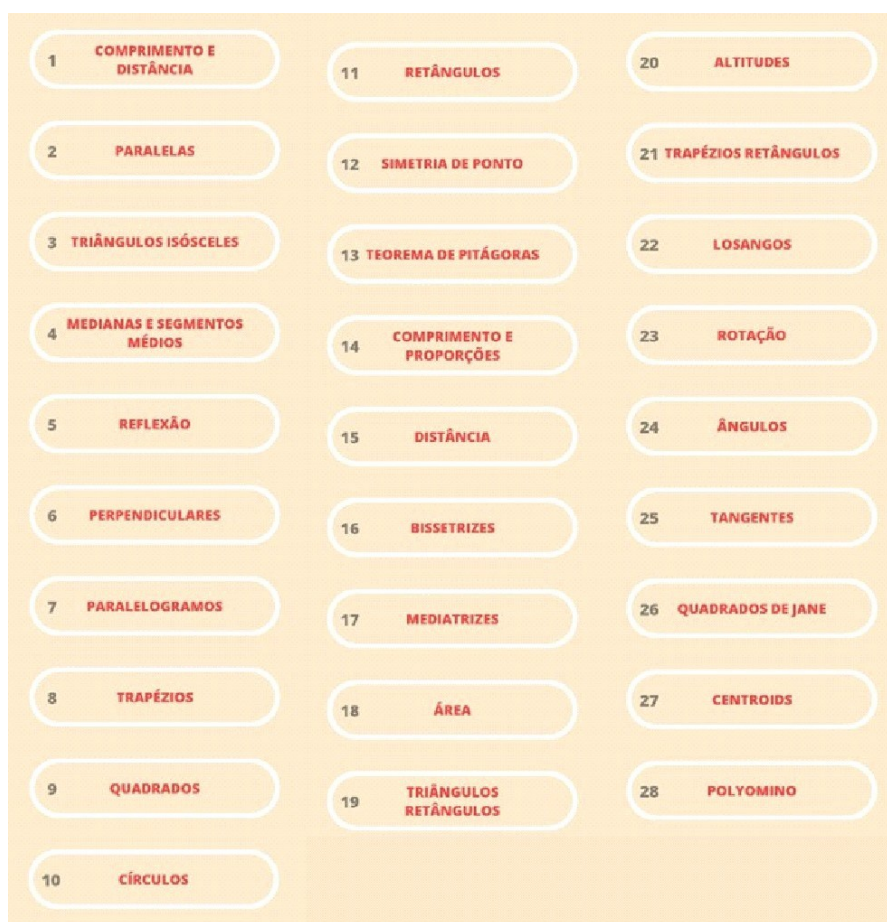 1 COMPRIMENTO E
DISTÂNCIA
2 PARALELAS
3 TRIÂNGULOS ISÓSCELES
4 MEDIANAS E SEGMENTOS
MÉDIOS
5 REFLEXÃO
6 PERPENDICULARES
7 PARALELOGRAMOS
8 TRAPÉZIOS
9 QUADRADOS
10 CÍRCULOS
11 RETÂNGULOS
12 SIMETRIA DE PONTO
13 TEOREMA DE PITÁGORAS
14 COMPRIMENTO E
PROPORÇÕES
15 DISTÂNCIA
16 BISSETRIZES
17 MEDIATRIZES
18 ÁREA
19 TRIÂNGULOS
RETÂNGULOS
20 ALTITUDES
21 TRAPÉZIOS RETÂNGULOS
22 LOSANGOS
23 ROTAÇÃO
24 ÂNGULOS
25 TANGENTES
26 QUADRADOS DE JANE
27 CENTROIDS
28 POLYOMINO